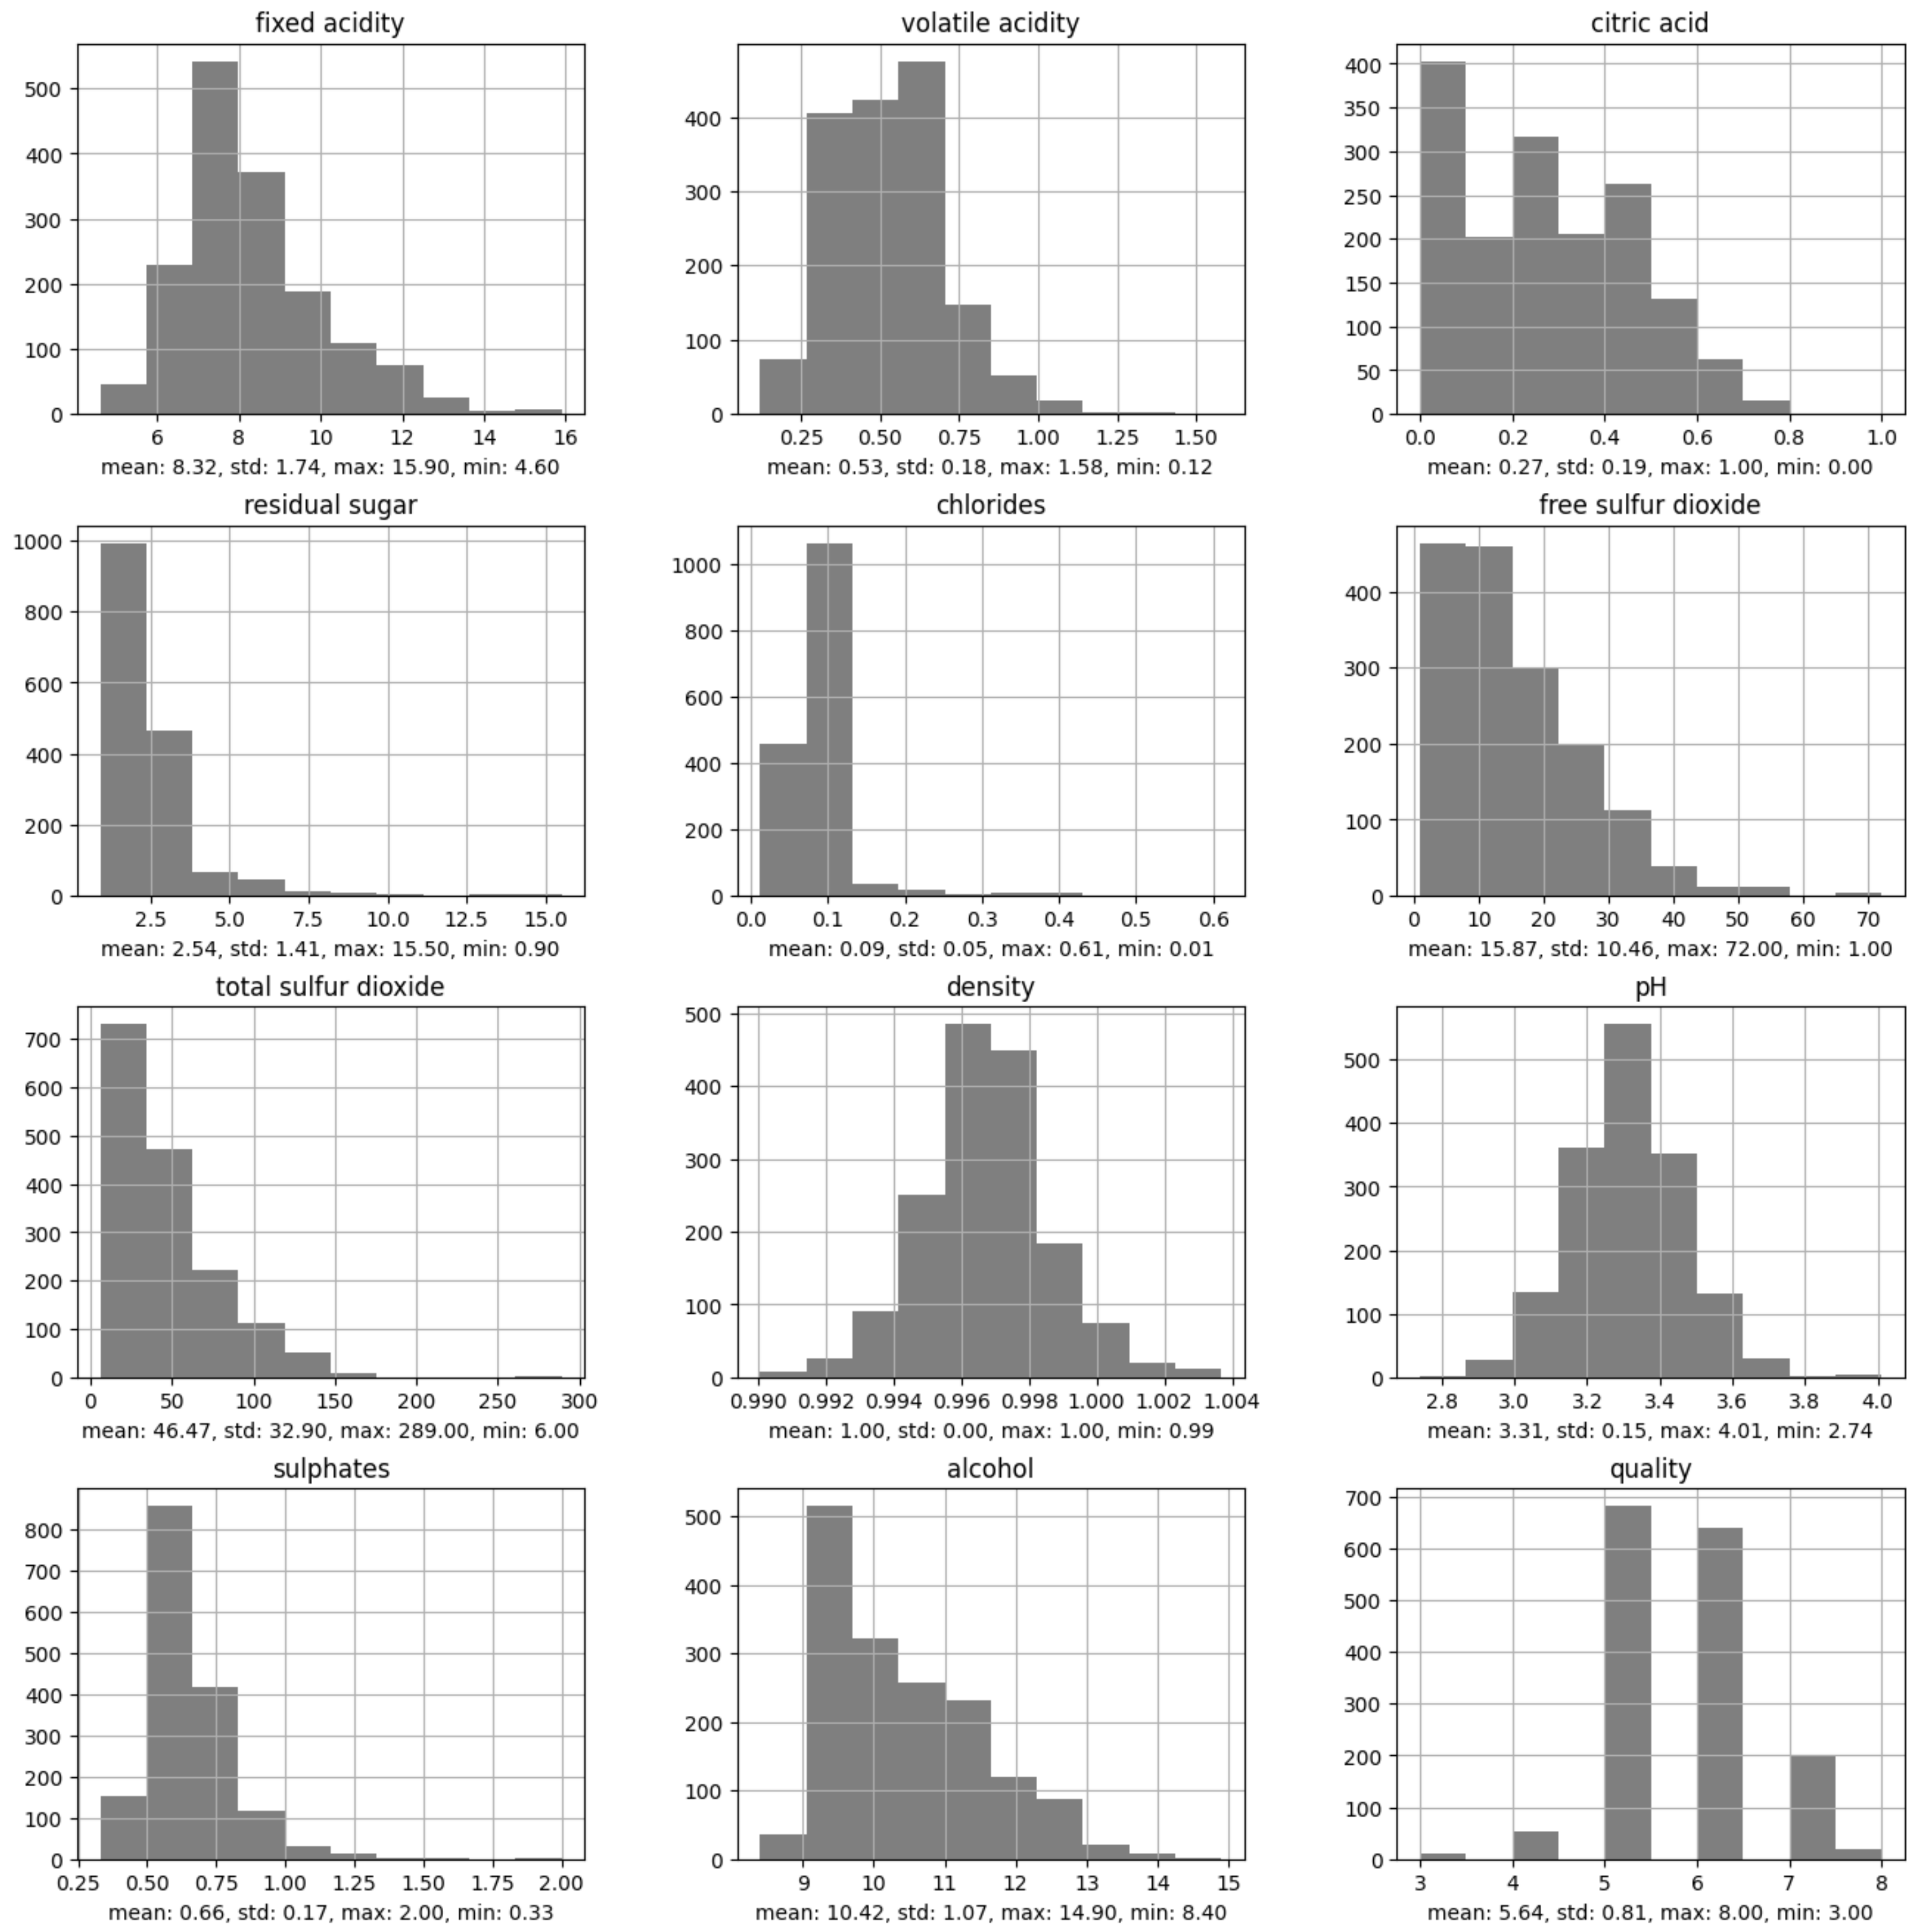 fixed acidity
500
400
300
200
100
0
6 8 10 12 14 16
mean: 8.32, std: 1.74, max: 15.90, min: 4.60
volatile acidity
400
300
200
100
0
0.25 0.50 0.75 1.00 1.25 1.50
mean: 0.53, std: 0.18, max: 1.58, min: 0.12
citric acid
400
350
300
250
200
150
100
50
0
0.0 0.2 0.4 0.6 0.8 1.0
mean: 0.27, std: 0.19, max: 1.00, min: 0.00
residual sugar
1000
800
600
400
200
0
2.5 5.0 7.5 10.0 12.5 15.0
mean: 2.54, std: 1.41, max: 15.50, min: 0.90
chlorides
1000
800
600
400
200
0
0.0 0.1 0.2 0.3 0.4 0.5 0.6
mean: 0.09, std: 0.05, max: 0.61, min: 0.01
free sulfur dioxide
400
300
200
100
0
0 10 20 30 40 50 60 70
mean: 15.87, std: 10.46, max: 72.00, min: 1.00
total sulfur dioxide
700
600
500
400
300
200
100
0
0 50 100 150 200 250 300
mean: 46.47, std: 32.90, max: 289.00, min: 6.00
density
500
400
300
200
100
0
0.990 0.992 0.994 0.996 0.998 1.000 1.002 1.004
mean: 1.00, std: 0.00, max: 1.00, min: 0.99
pH
500
400
300
200
100
0
2.8 3.0 3.2 3.4 3.6 3.8 4.0
mean: 3.31, std: 0.15, max: 4.01, min: 2.74
sulphates
800
700
600
500
400
300
200
100
0
0.25 0.50 0.75 1.00 1.25 1.50 1.75 2.00
mean: 0.66, std: 0.17, max: 2.00, min: 0.33
alcohol
500
400
300
200
100
0
9 10 11 12 13 14 15
mean: 10.42, std: 1.07, max: 14.90, min: 8.40
quality
700
600
500
400
300
200
100
0
3 4 5 6 7 8
mean: 5.64, std: 0.81, max: 8.00, min: 3.00